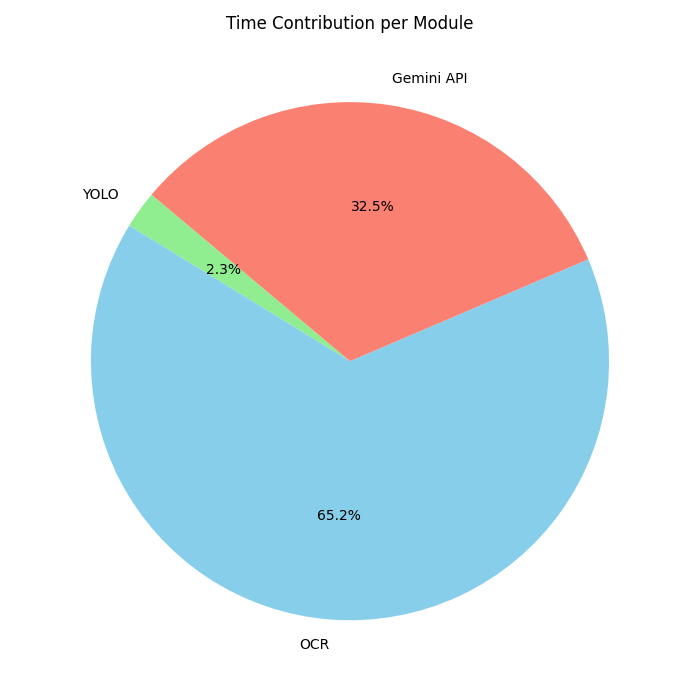 Time Contribution per Module
Gemini API
YOLO
32.5%
2.3%
65.2%
OCR